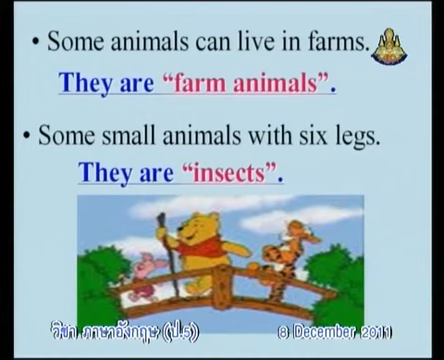 • Some animals can live in farms.
They are “farm animals”.
• Some small animals with six legs.
They are “insects”.
วิชา ภาษาอังกฤษ (ป.5) 8 December 2011